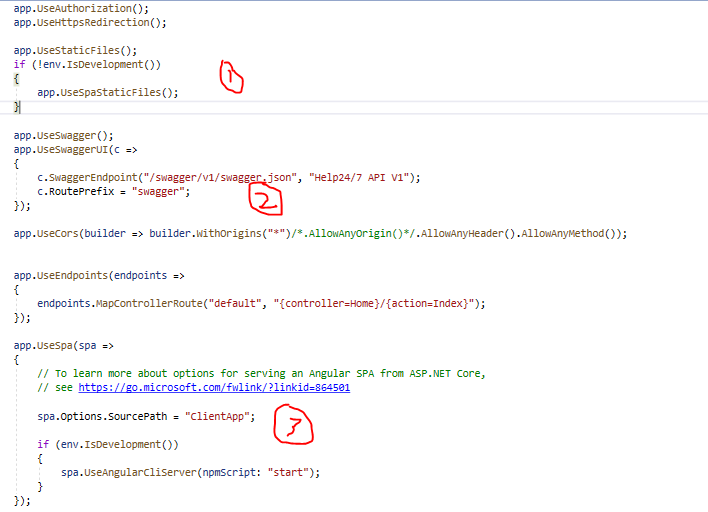 app.UseAuthorization();
app.UseHttpsRedirection();
app.UseStaticFiles();
if (!env.IsDevelopment())
1
{
app.UseSpaStaticFiles();
}
app.UseSwagger();
app.UseSwaggerUI(c =>
{
c.SwaggerEndpoint("/swagger/v1/swagger.json", "Help24/7 API V1");
c.RoutePrefix = "swagger";
2
});
app.UseCors(builder => builder.WithOrigins("*")/*.AllowAnyOrigin()*/.AllowAnyHeader().AllowAnyMethod());
app.UseEndpoints(endpoints =>
{
endpoints.MapControllerRoute("default", "{controller=Home}/{action=Index}");
});
app.UseSpa(spa =>
{
// To learn more about options for serving an Angular SPA from ASP.NET Core,
// see https://go.microsoft.com/fwlink/?linkid=864501
spa.Options.SourcePath = "ClientApp";
3
if (env.IsDevelopment())
{
spa.UseAngularCliServer(npmScript: "start");
}
});